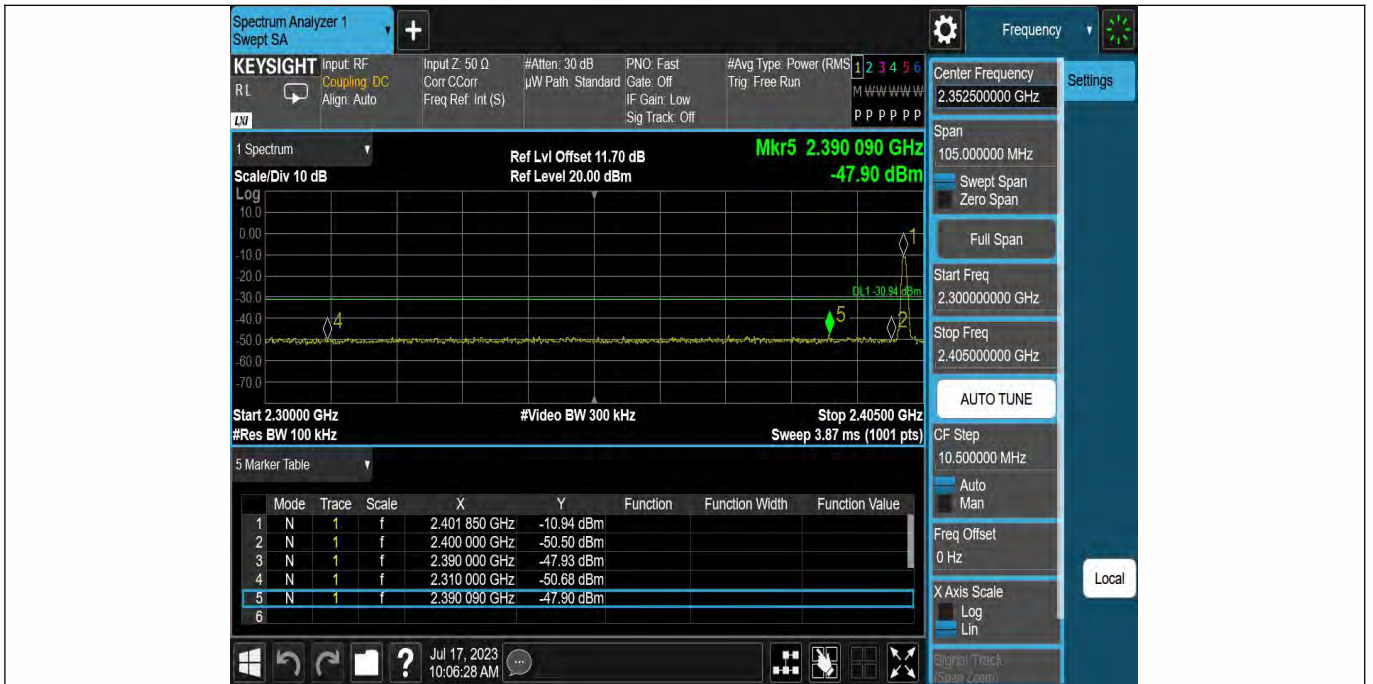 Spectrum Analyzer 1
Swept SA
+
Frequency
KEYSIGHT
RL
LXI
Input: RF
Coupling: DC
Align: Auto
Input Z: 50 Ω
Corr CCorr
Freq Ref: Int (S)
#Atten: 30 dB
µW Path: Standard
PNO: Fast
Gate: Off
IF Gain: Low
Sig Track: Off
#Avg Type: Power (RMS
Trig: Free Run
1 2 3 4 5 6
M W W W W W
P P P P P P
1 Spectrum
Scale/Div 10 dB
Ref Lvl Offset 11.70 dB
Ref Level 20.00 dBm
Mkr5 2.390 090 GHz
-47.90 dBm
Log
10.0
0.00
-10.0
-20.0
-30.0
-40.0
-50.0
-60.0
-70.0
1
DL1 -30.94 dBm
4
5
2
Start 2.30000 GHz
#Res BW 100 kHz
#Video BW 300 kHz
Stop 2.40500 GHz
Sweep 3.87 ms (1001 pts)
5 Marker Table
Mode Trace Scale X Y Function Function Width Function Value
1 N 1 f 2.401 850 GHz -10.94 dBm
2 N 1 f 2.400 000 GHz -50.50 dBm
3 N 1 f 2.390 000 GHz -47.93 dBm
4 N 1 f 2.310 000 GHz -50.68 dBm
5 N 1 f 2.390 090 GHz -47.90 dBm
6
?
Jul 17, 2023
10:06:28 AM
Center Frequency
2.352500000 GHz
Settings
Span
105.000000 MHz
Swept Span
Zero Span
Full Span
Start Freq
2.300000000 GHz
Stop Freq
2.405000000 GHz
AUTO TUNE
CF Step
10.500000 MHz
Auto
Man
Freq Offset
0 Hz
Local
X Axis Scale
Log
Lin
Signal Track
(Span Zoom)